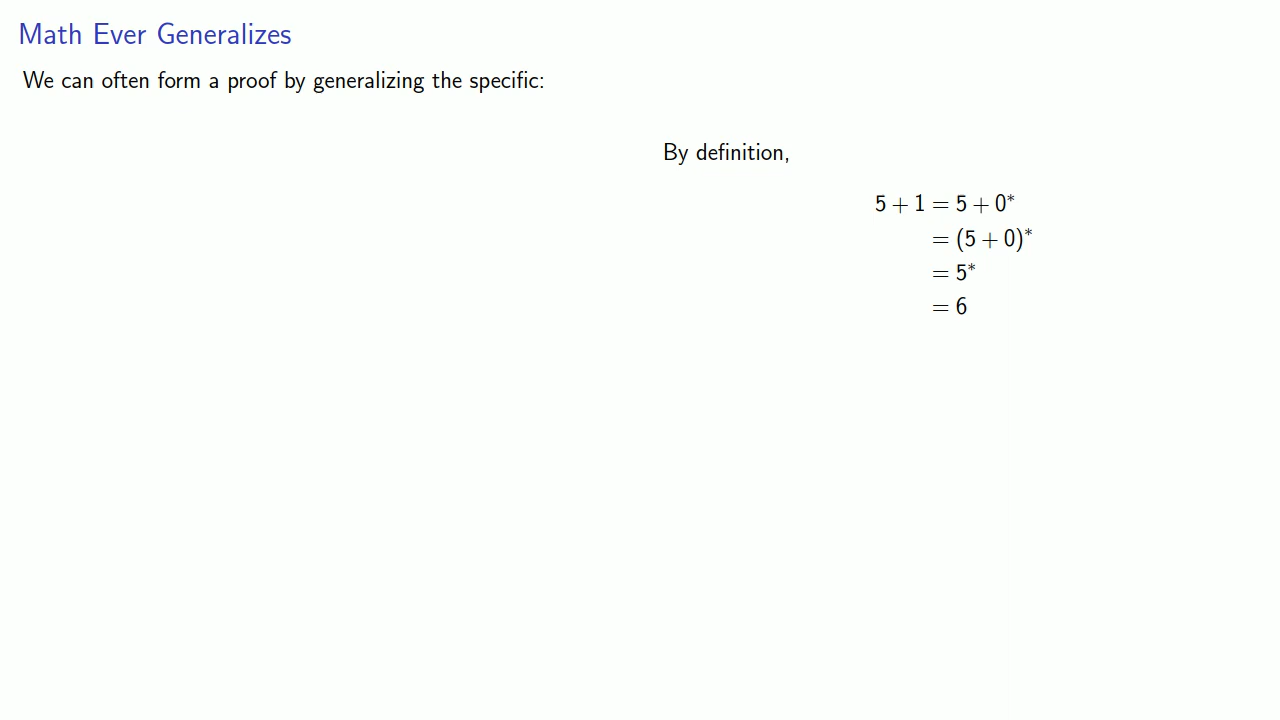 Math Ever Generalizes
We can often form a proof by generalizing the specific:
By definition,
5 + 1 = 5 + 0*
= (5 + 0)*
= 5*
= 6